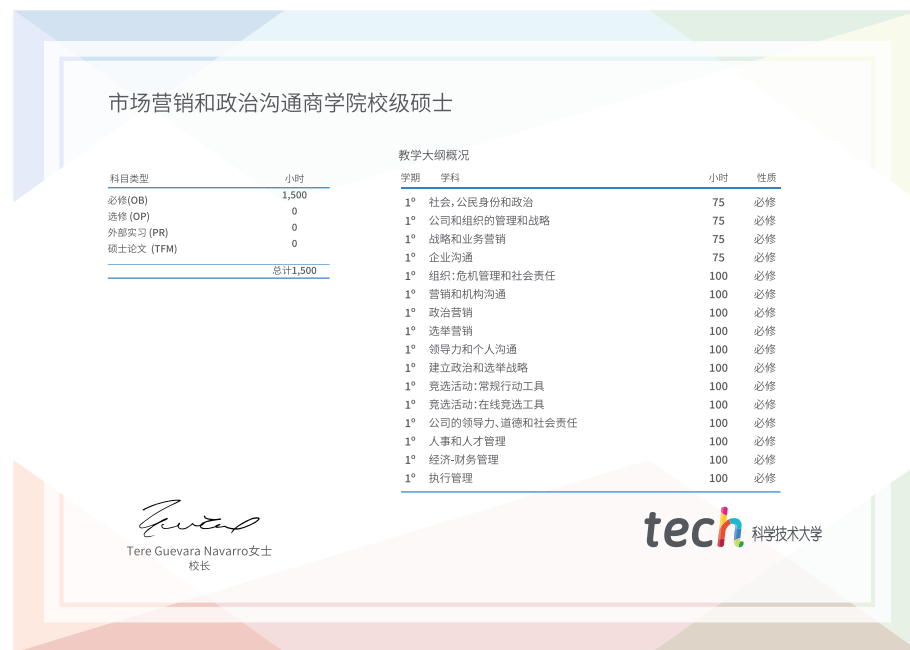 市场营销和政治沟通商学院校级硕士
教学大纲概况
科目类型 小时
必修(OB) 1,500
选修 (OP) 0
外部实习 (PR) 0
硕士论文 (TFM) 0
总计1,500
学期 学科 小时 性质
1º 社会，公民身份和政治 75 必修
1º 公司和组织的管理和战略 75 必修
1º 战略和业务营销 75 必修
1º 企业沟通 75 必修
1º 组织：危机管理和社会责任 100 必修
1º 营销和机构沟通 100 必修
1º 政治营销 100 必修
1º 选举营销 100 必修
1º 领导力和个人沟通 100 必修
1º 建立政治和选举战略 100 必修
1º 竞选活动：常规行动工具 100 必修
1º 竞选活动：在线竞选工具 100 必修
1º 公司的领导力、道德和社会责任 100 必修
1º 人事和人才管理 100 必修
1º 经济-财务管理 100 必修
1º 执行管理 100 必修
Tere Guevara Navarro女士
校长
tech 科学技术大学